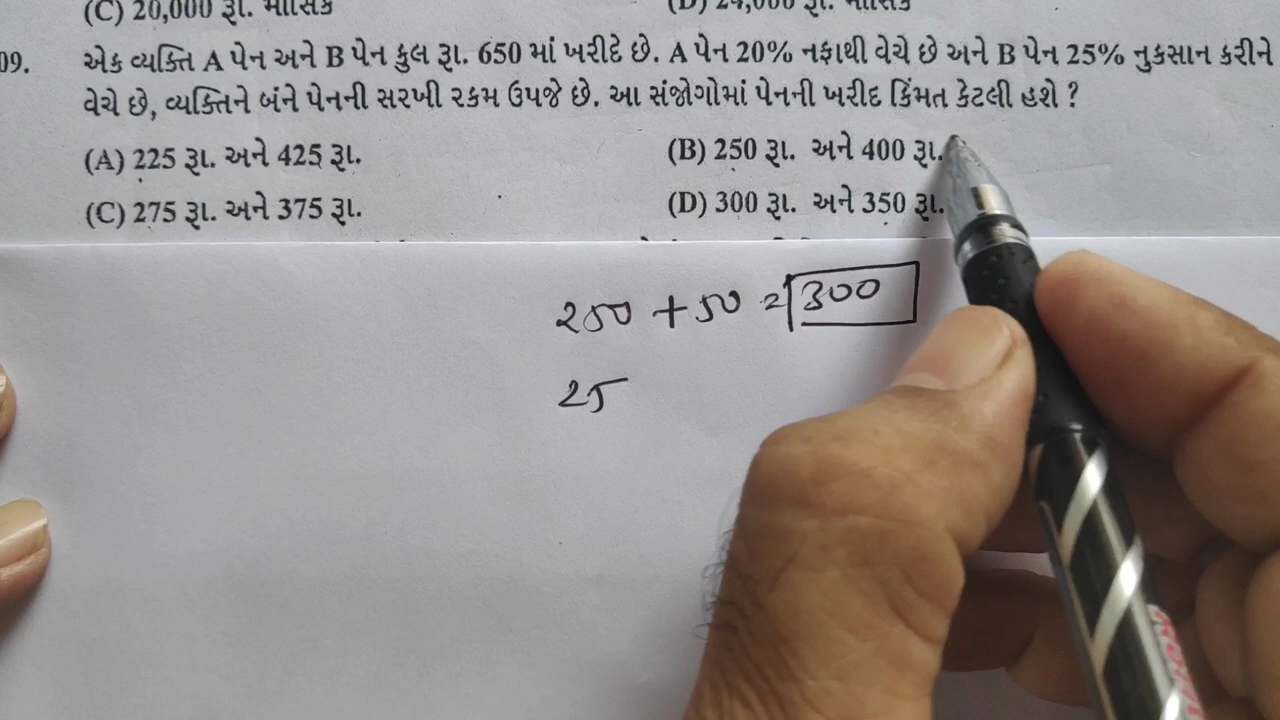 (C) 20,000 રૂા. માસિક (D) 24,000 રૂા. માસિક
09. એક વ્યક્તિ A પેન અને B પેન કુલ રૂા. 650 માં ખરીદે છે. A પેન 20% નફાથી વેચે છે અને B પેન 25% નુકસાન કરીને
વેચે છે, વ્યક્તિને બંને પેનની સરખી રકમ ઉપજે છે. આ સંજોગોમાં પેનની ખરીદ કિંમત કેટલી હશે ?
(A) 225 રૂા. અને 425 રૂા. (B) 250 રૂા. અને 400 રૂા.
(C) 275 રૂા. અને 375 રૂા. (D) 300 રૂા. અને 350 રૂા.
250 + 50 = 300
25